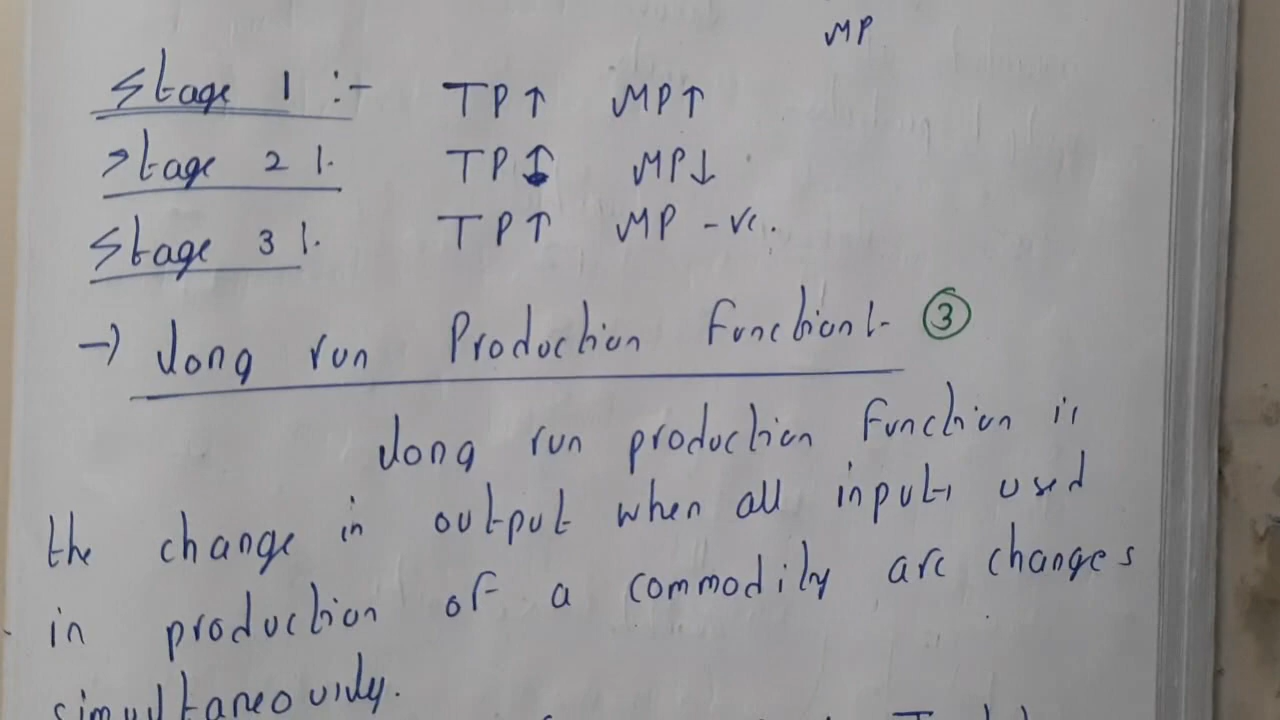 MP
Stage 1 :- TP↑ MP↑
Stage 2 :- TP↕ MP↓
Stage 3 :- TP↑ MP -ve.
→ Long run Production Function:- ③
Long run production Function is
the change in output when all inputs used
in production of a commodity are changes
simultaneously.